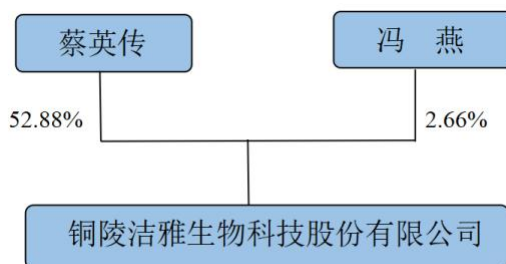 蔡英传
冯 燕
52.88%
2.66%
铜陵洁雅生物科技股份有限公司